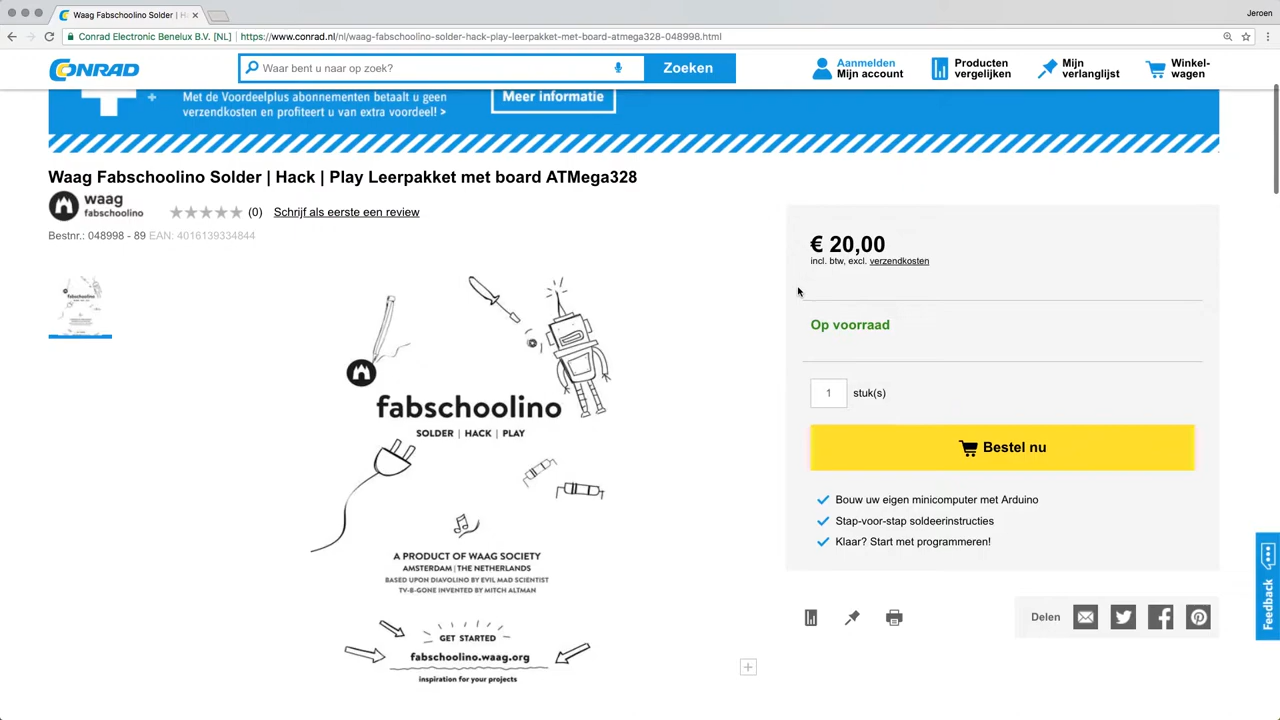 Waag Fabschoolino Solder | H
Jeroen
Conrad Electronic Benelux B.V. [NL]
https://www.conrad.nl/nl/waag-fabschoolino-solder-hack-play-leerpakket-met-board-atmega328-048998.html
CONRAD
Waar bent u naar op zoek?
Zoeken
Aanmelden
Mijn account
Producten
vergelijken
Mijn
verlanglijst
Winkel-
wagen
Met de Voordeelplus abonnementen betaalt u geen
verzendkosten en profiteert u van extra voordeel! >
Meer informatie
Waag Fabschoolino Solder | Hack | Play Leerpakket met board ATMega328
waag
fabschoolino
(0)
Schrijf als eerste een review
Bestnr.: 048998 - 89 EAN: 4016139334844
€ 20,00
incl. btw, excl. verzendkosten
Op voorraad
1 stuk(s)
Bestel nu
Bouw uw eigen minicomputer met Arduino
Stap-voor-stap soldeerinstructies
Klaar? Start met programmeren!
Delen
Feedback
fabschoolino
fabschoolino
SOLDER | HACK | PLAY
A PRODUCT OF WAAG SOCIETY
AMSTERDAM | THE NETHERLANDS
BASED UPON DIAVOLINO BY EVIL MAD SCIENTIST
TV-B-GONE INVENTED BY MITCH ALTMAN
GET STARTED
fabschoolino.waag.org
inspiration for your projects